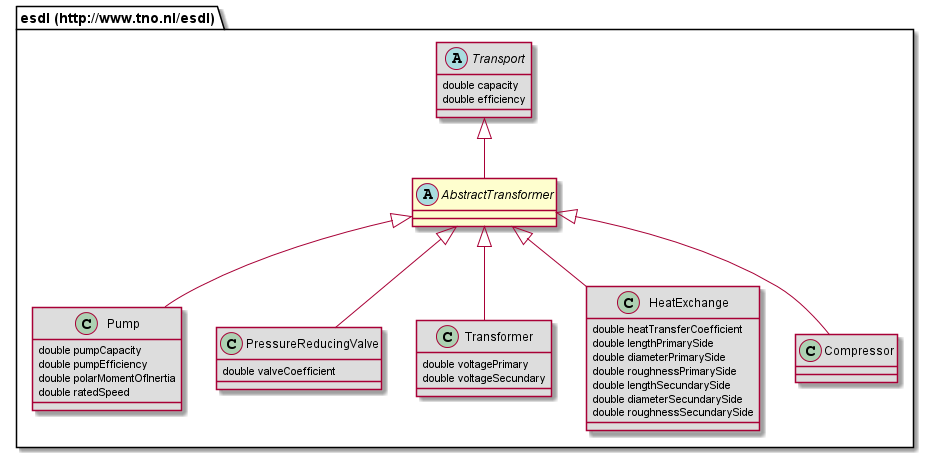 esdl (http://www.tno.nl/esdl)
A Transport
double capacity
double efficiency
A AbstractTransformer
C Pump
double pumpCapacity
double pumpEfficiency
double polarMomentOfInertia
double ratedSpeed
C PressureReducingValve
double valveCoefficient
C Transformer
double voltagePrimary
double voltageSecundary
C HeatExchange
double heatTransferCoefficient
double lengthPrimarySide
double diameterPrimarySide
double roughnessPrimarySide
double lengthSecundarySide
double diameterSecundarySide
double roughnessSecundarySide
C Compressor